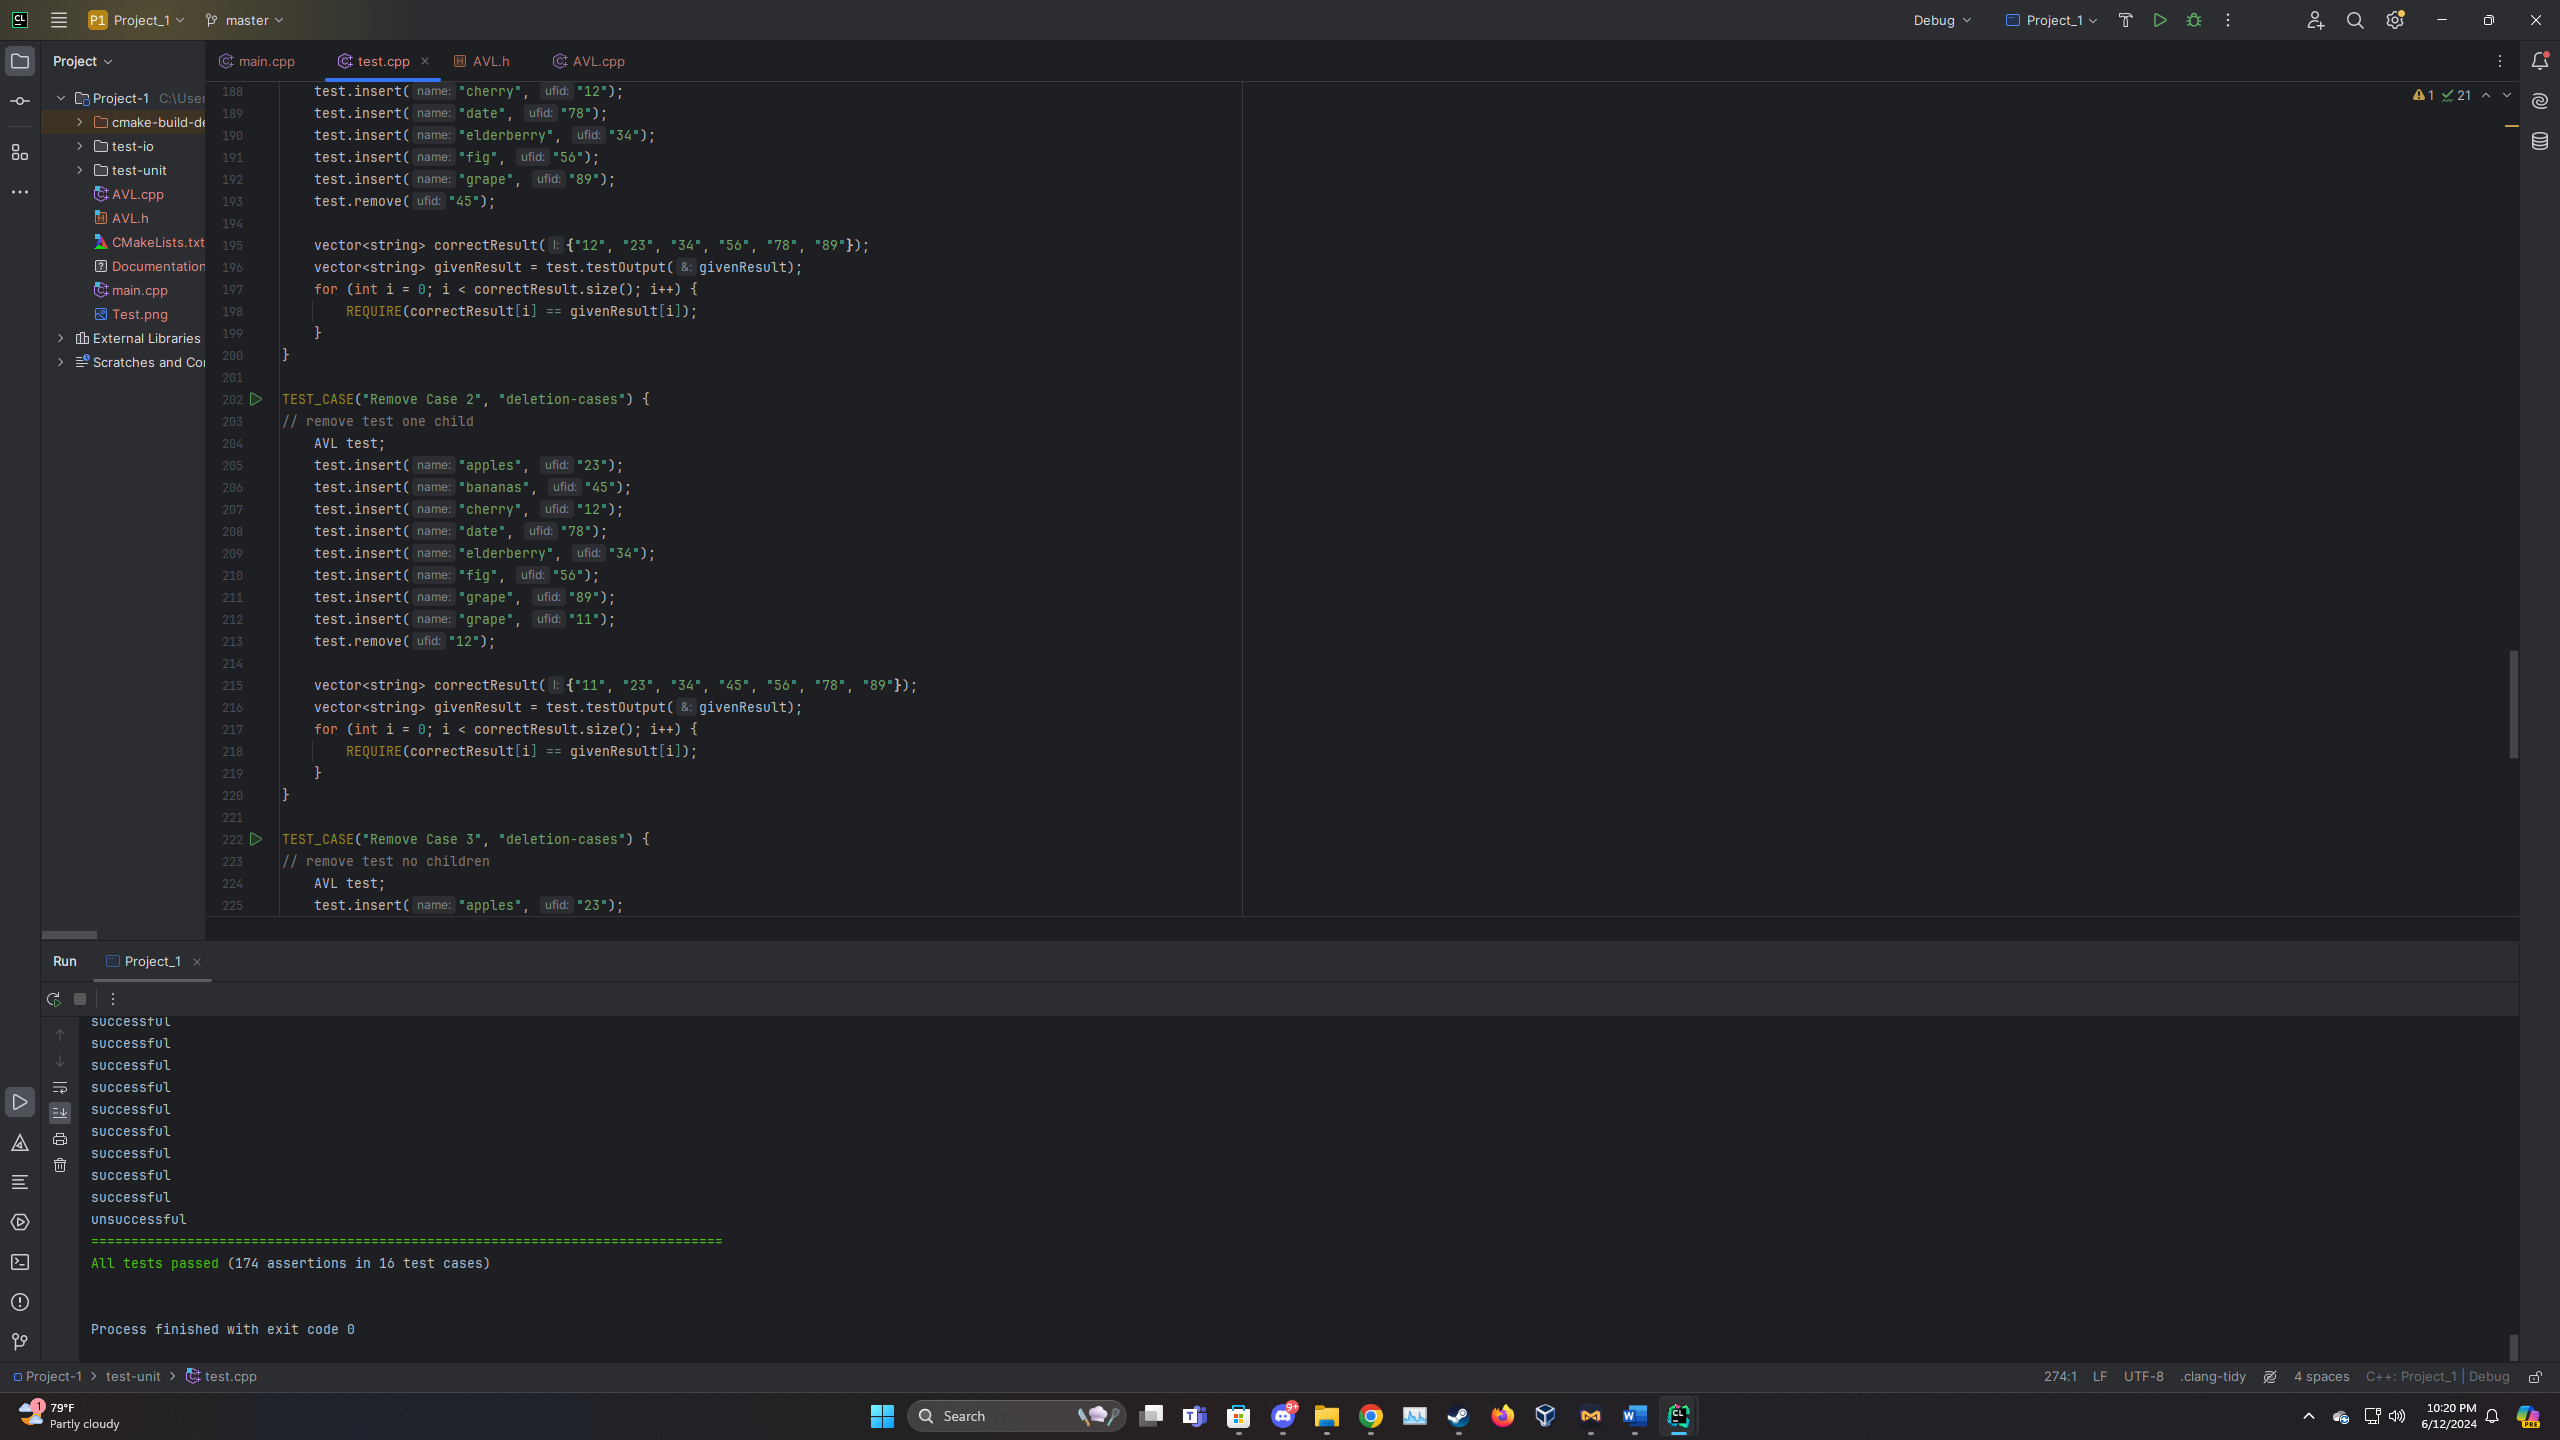 CL P1 Project_1 master Debug Project_1
Project main.cpp test.cpp AVL.h AVL.cpp
Project-1 C:\User
cmake-build-de
test-io
test-unit
AVL.cpp
AVL.h
CMakeLists.txt
Documentation
main.cpp
Test.png
External Libraries
Scratches and Con
1 21
188 test.insert( name: "cherry", ufid: "12");
189 test.insert( name: "date", ufid: "78");
190 test.insert( name: "elderberry", ufid: "34");
191 test.insert( name: "fig", ufid: "56");
192 test.insert( name: "grape", ufid: "89");
193 test.remove( ufid: "45");
194
195 vector<string> correctResult( l: {"12", "23", "34", "56", "78", "89"});
196 vector<string> givenResult = test.testOutput( &: givenResult);
197 for (int i = 0; i < correctResult.size(); i++) {
198 REQUIRE(correctResult[i] == givenResult[i]);
199 }
200 }
201
202 TEST_CASE("Remove Case 2", "deletion-cases") {
203 // remove test one child
204 AVL test;
205 test.insert( name: "apples", ufid: "23");
206 test.insert( name: "bananas", ufid: "45");
207 test.insert( name: "cherry", ufid: "12");
208 test.insert( name: "date", ufid: "78");
209 test.insert( name: "elderberry", ufid: "34");
210 test.insert( name: "fig", ufid: "56");
211 test.insert( name: "grape", ufid: "89");
212 test.insert( name: "grape", ufid: "11");
213 test.remove( ufid: "12");
214
215 vector<string> correctResult( l: {"11", "23", "34", "45", "56", "78", "89"});
216 vector<string> givenResult = test.testOutput( &: givenResult);
217 for (int i = 0; i < correctResult.size(); i++) {
218 REQUIRE(correctResult[i] == givenResult[i]);
219 }
220 }
221
222 TEST_CASE("Remove Case 3", "deletion-cases") {
223 // remove test no children
224 AVL test;
225 test.insert( name: "apples", ufid: "23");
Run Project_1
successful
successful
successful
successful
successful
successful
successful
successful
successful
unsuccessful
===============================================================================
All tests passed (174 assertions in 16 test cases)
Process finished with exit code 0
Project-1 > test-unit > test.cpp 274:1 LF UTF-8 .clang-tidy 4 spaces C++: Project_1 | Debug
1 79°F
Partly cloudy
Search
9+
10:20 PM
6/12/2024
PRE